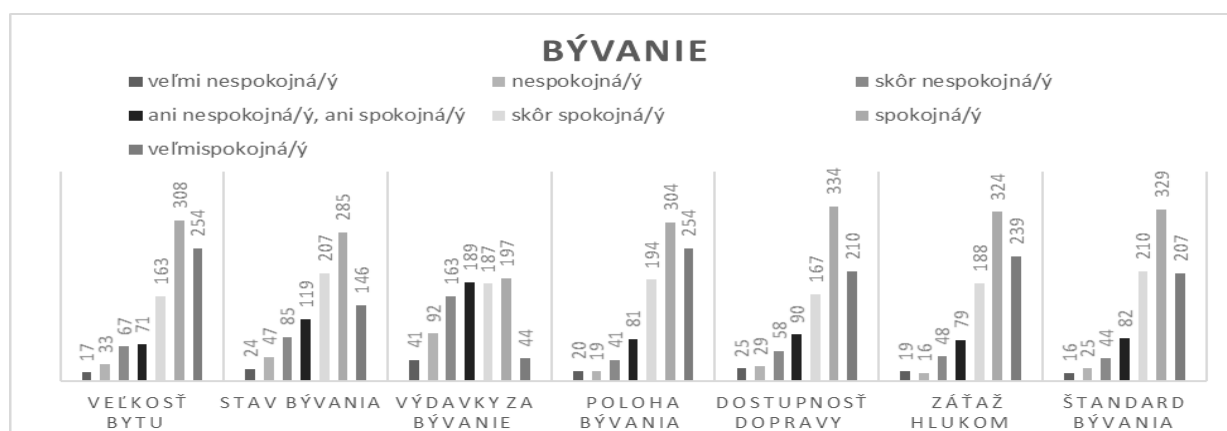 BÝVANIE
veľmi nespokojná/ý
nespokojná/ý
skôr nespokojná/ý
ani nespokojná/ý, ani spokojná/ý
skôr spokojná/ý
spokojná/ý
veľmispokojná/ý
17 33 67 71 163 308 254
24 47 85 119 207 285 146
41 92 163 189 187 197 44
20 19 41 81 194 304 254
25 29 58 90 167 334 210
19 16 48 79 188 324 239
16 25 44 82 210 329 207
VEĽKOSŤ
BYTU
STAV BÝVANIA
VÝDAVKY ZA
BÝVANIE
POLOHA
BÝVANIA
DOSTUPNOSŤ
DOPRAVY
ZÁŤAŽ
HLUKOM
ŠTANDARD
BÝVANIA